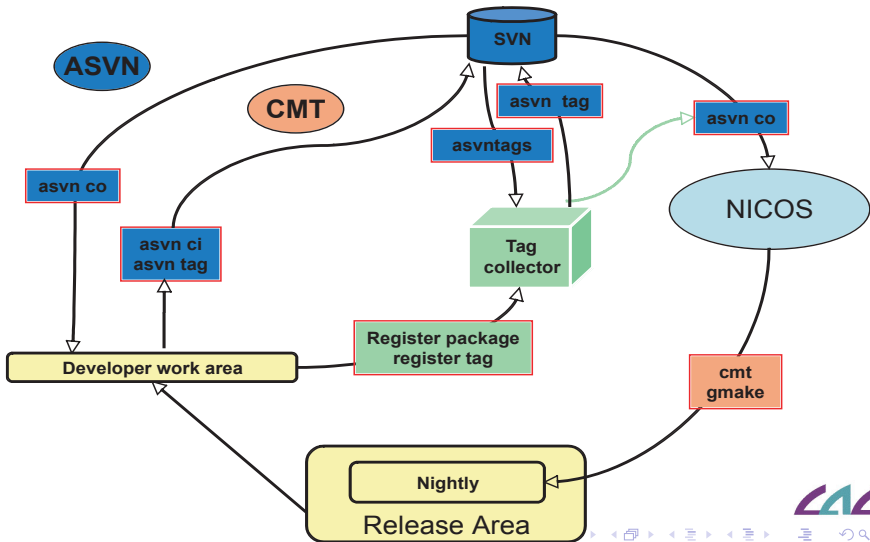 SVN
ASVN
CMT
asvn tag
asvn co
asvntags
asvn co
NICOS
asvn ci
asvn tag
Tag
collector
Register package
register tag
Developer work area
cmt
gmake
Nightly
Release Area